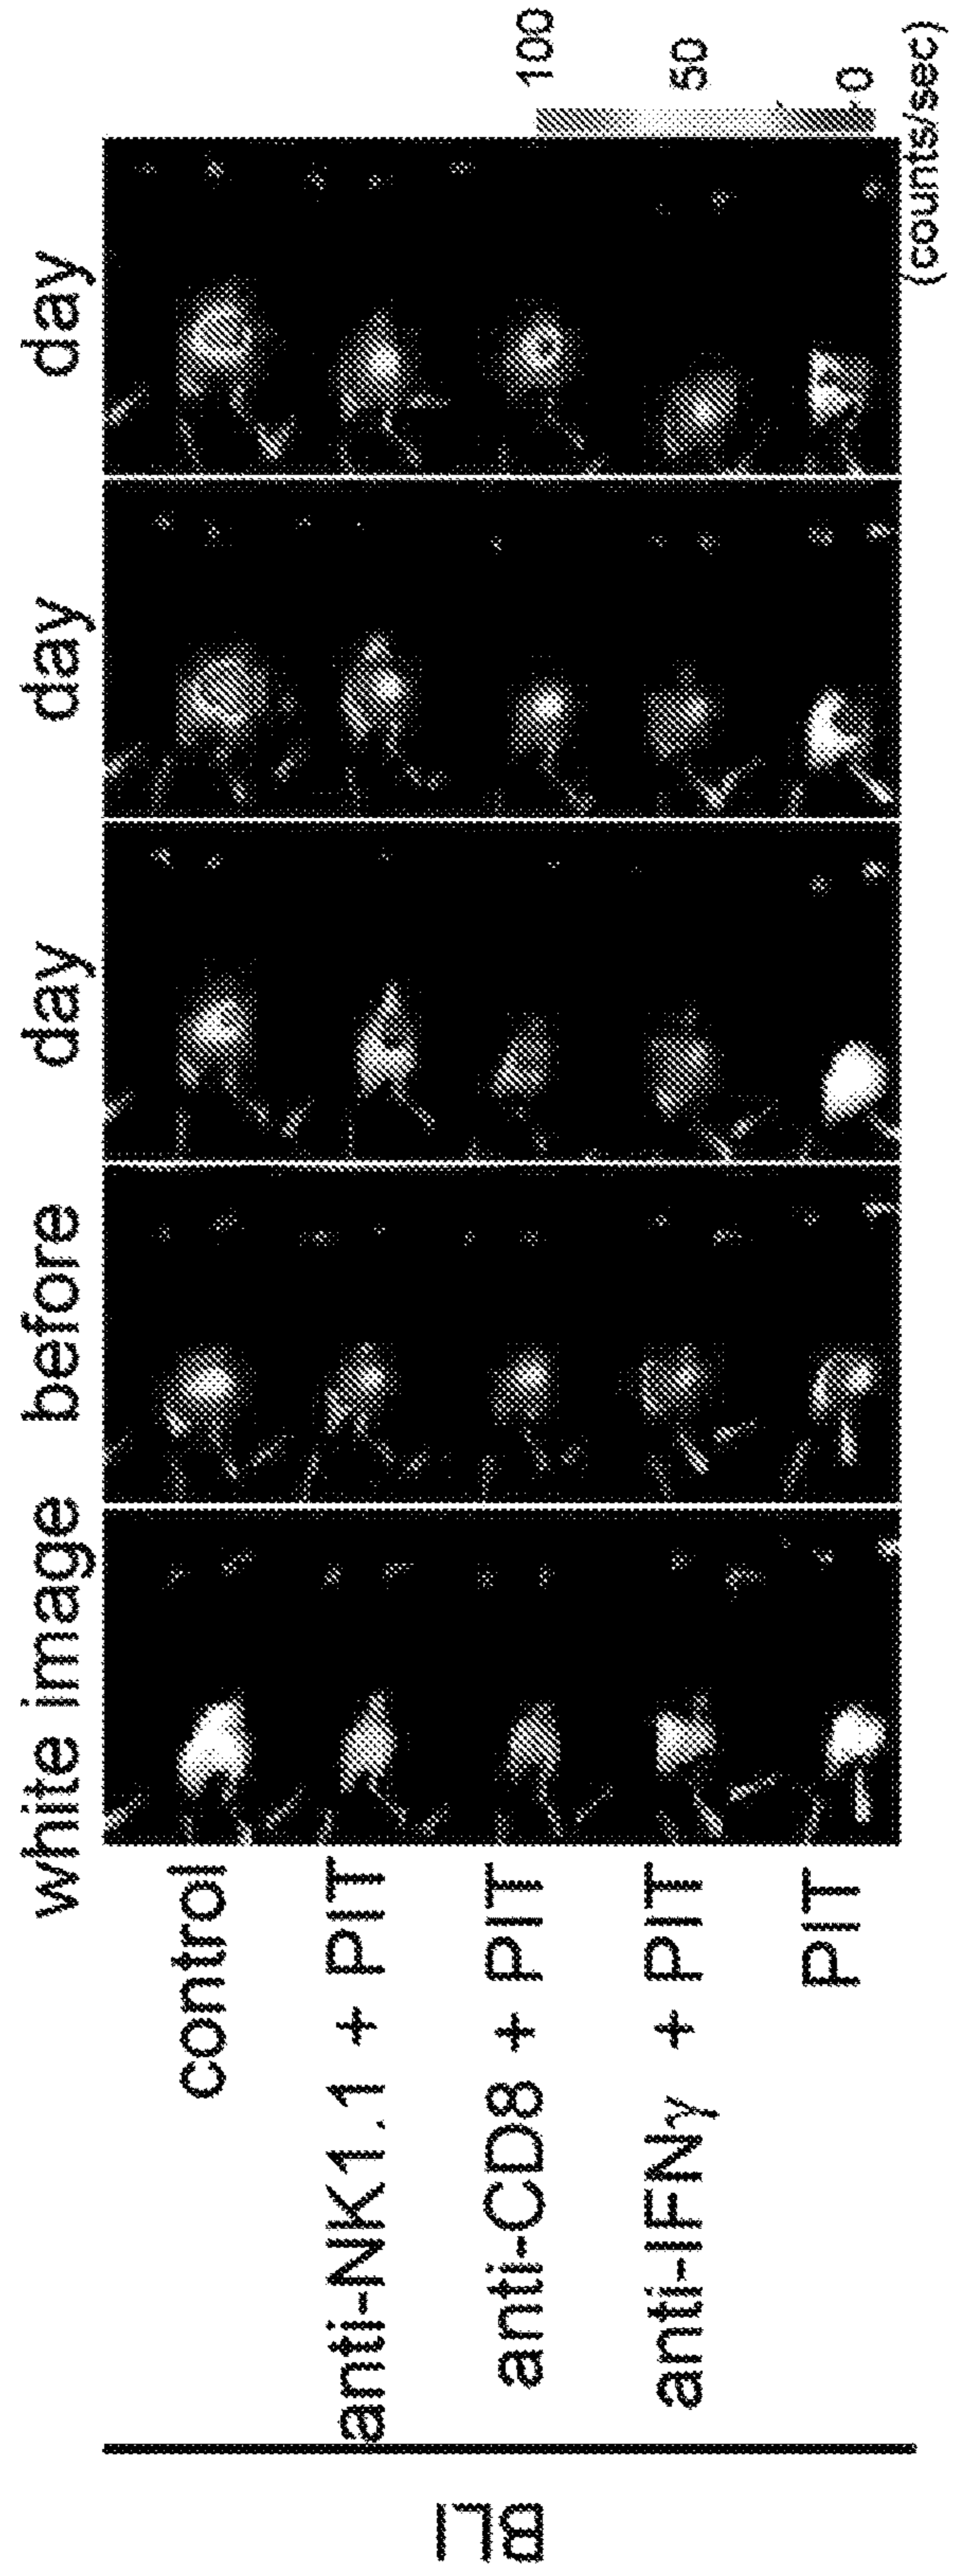 white image before day day day
control
anti-NK1.1 + PIT
anti-CD8 + PIT
anti-IFNγ + PIT
PIT
BLI
100
50
0
(counts/sec)